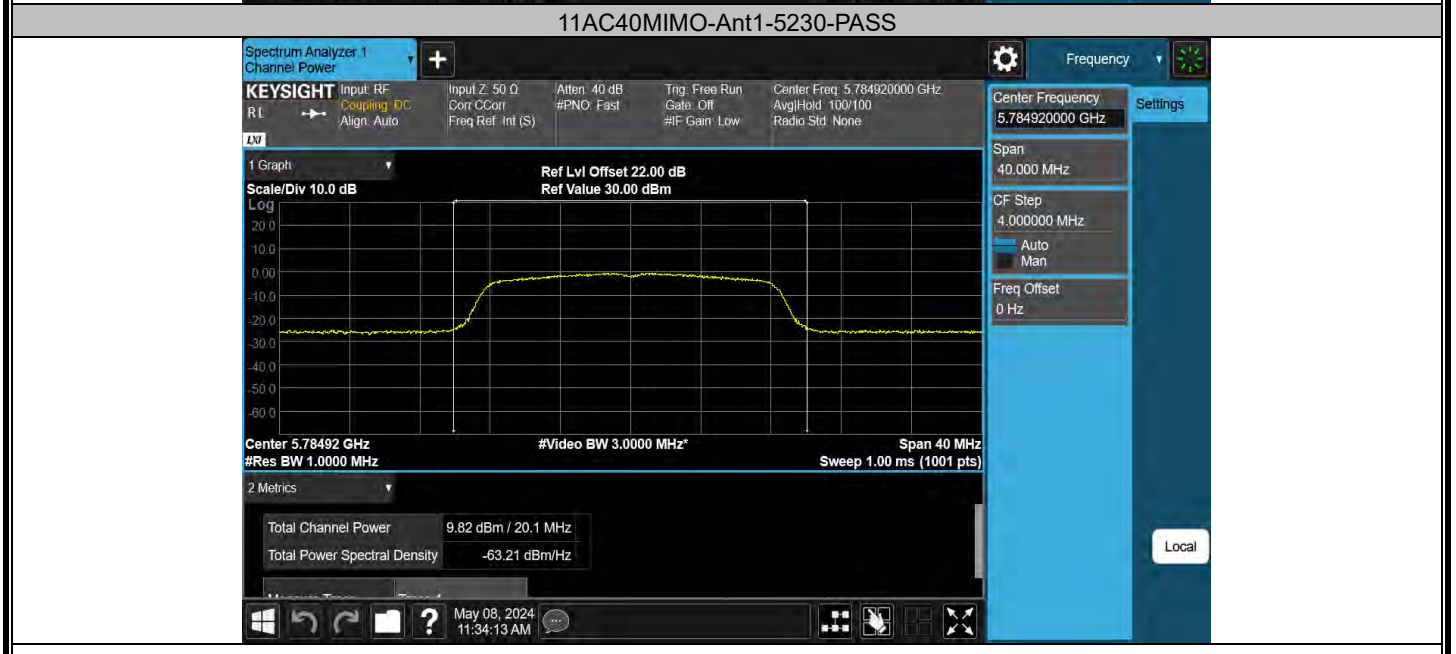 11AC40MIMO-Ant1-5230-PASS
Spectrum Analyzer 1
Channel Power
+
Frequency
KEYSIGHT
RL
LXI
Input: RF
Coupling: DC
Align: Auto
Input Z: 50 Ω
Corr CCorr
Freq Ref: Int (S)
Atten: 40 dB
#PNO: Fast
Trig: Free Run
Gate: Off
#IF Gain: Low
Center Freq: 5.784920000 GHz
Avg|Hold: 100/100
Radio Std: None
Center Frequency
5.784920000 GHz
Settings
Span
40.000 MHz
CF Step
4.000000 MHz
Auto
Man
Freq Offset
0 Hz
1 Graph
Scale/Div 10.0 dB
Ref Lvl Offset 22.00 dB
Ref Value 30.00 dBm
Log
20.0
10.0
0.00
-10.0
-20.0
-30.0
-40.0
-50.0
-60.0
Center 5.78492 GHz
#Video BW 3.0000 MHz*
Span 40 MHz
#Res BW 1.0000 MHz
Sweep 1.00 ms (1001 pts)
2 Metrics
Total Channel Power 9.82 dBm / 20.1 MHz
Total Power Spectral Density -63.21 dBm/Hz
Local
?
May 08, 2024
11:34:13 AM